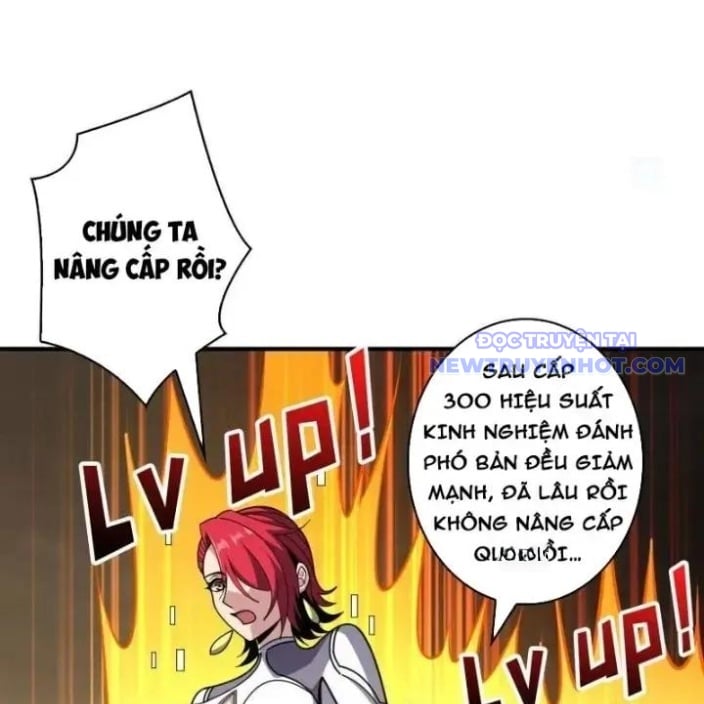 CHÚNG TA
NÂNG CẤP RỒI?
ĐỌC TRUYỆN TẠI
NEWTRUYENHOT.COM
SAU CẤP
300 HIỆU SUẤT
KINH NGHIỆM ĐÁNH
PHÓ BẢN ĐỀU GIẢM
MẠNH, ĐÃ LÂU RỒI
KHÔNG NÂNG CẤP
LV UP!
LV UP!